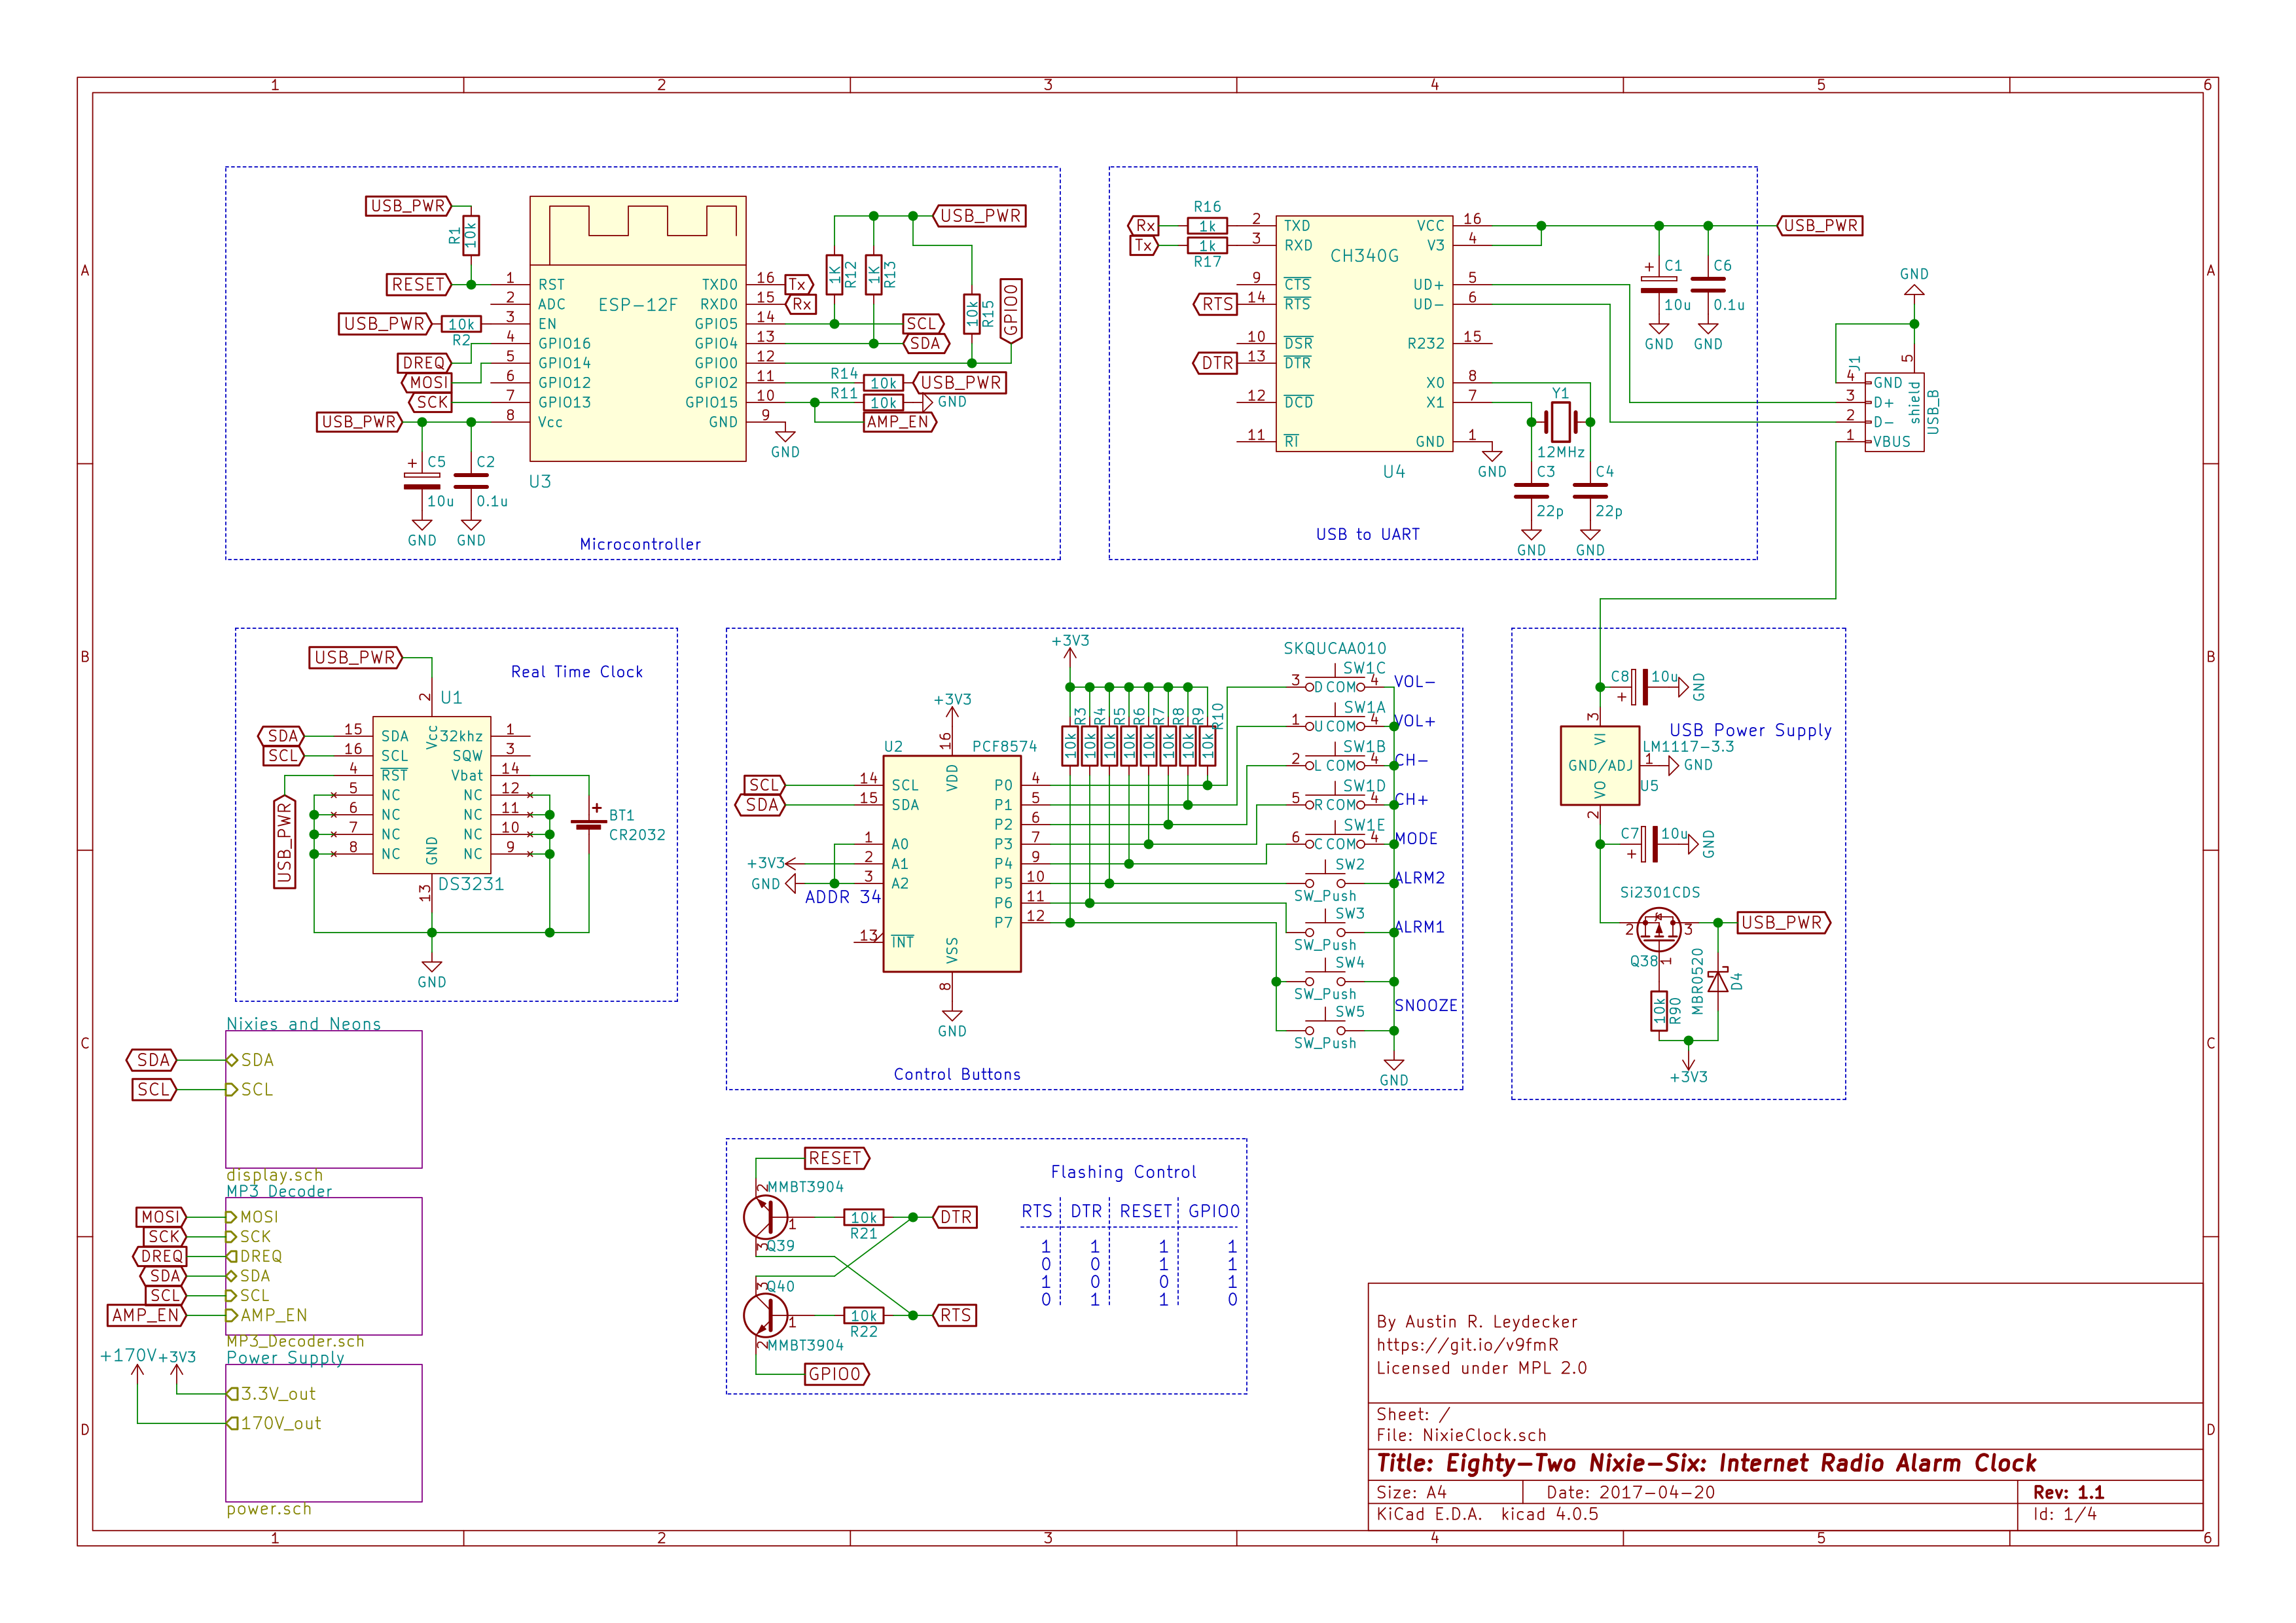 1 2 3 4 5 6
A
B
C
D
A
B
C
D
1 2 3 4 5 6
USB_PWR
R1
10k
RESET
USB_PWR
10k
R2
DREQ
MOSI
SCK
USB_PWR
+ C5
10u
C2
0.1u
GND
GND
1 RST
2 ADC
3 EN
4 GPIO16
5 GPIO14
6 GPIO12
7 GPIO13
8 Vcc
ESP-12F
TXD0 16
RXD0 15
GPIO5 14
GPIO4 13
GPIO0 12
GPIO2 11
GPIO15 10
GND 9
U3
Tx
Rx
1K
R12
1K
R13
USB_PWR
10k
R15
GPIO0
SCL
SDA
R14
10k
USB_PWR
R11
10k
GND
AMP_EN
GND
Microcontroller
Rx
Tx
R16
1k
1k
R17
RTS
DTR
2 TXD
3 RXD
9 CTS
14 RTS
10 DSR
13 DTR
12 DCD
11 RI
CH340G
VCC 16
V3 4
UD+ 5
UD- 6
R232 15
X0 8
X1 7
GND 1
U4
GND
Y1
12MHz
C3
22p
C4
22p
GND
GND
+ C1
10u
C6
0.1u
GND
GND
USB_PWR
USB to UART
GND
J1
5
4 GND
3 D+
2 D-
1 VBUS
shield
USB_B
USB_PWR
Real Time Clock
2
U1
SDA
SCL
USB_PWR
15 SDA
16 SCL
4 RST
5 NC
6 NC
7 NC
8 NC
Vcc
GND
32khz 1
SQW 3
Vbat 14
NC 12
NC 11
NC 10
NC 9
13
DS3231
+
BT1
CR2032
GND
+3V3
U2
PCF8574
16
VDD
SCL
SDA
14 SCL
15 SDA
1 A0
2 A1
3 A2
13 INT
+3V3
GND
ADDR 34
P0 4
P1 5
P2 6
P3 7
P4 9
P5 10
P6 11
P7 12
VSS
8
GND
+3V3
R3
R4
R5
R6
R7
R8
R9
R10
10k
10k
10k
10k
10k
10k
10k
10k
SKQUCAA010
SW1C
3 D COM 4
VOL-
SW1A
1 U COM 4
VOL+
SW1B
2 L COM 4
CH-
SW1D
5 R COM 4
CH+
SW1E
6 C COM 4
MODE
SW2
SW_Push
ALRM2
SW3
SW_Push
ALRM1
SW4
SW_Push
SNOOZE
SW5
SW_Push
GND
Control Buttons
C8
10u
+
GND
USB Power Supply
3
VI
LM1117-3.3
GND/ADJ
1
GND
VO
U5
2
C7
10u
+
GND
Si2301CDS
2
3
USB_PWR
Q38
1
10k
R90
MBR0520
D4
+3V3
Nixies and Neons
SDA
SCL
SDA
SCL
display.sch
MP3 Decoder
MOSI
SCK
DREQ
SDA
SCL
AMP_EN
MOSI
SCK
DREQ
SDA
SCL
AMP_EN
MP3_Decoder.sch
+170V
+3V3
Power Supply
3.3V_out
170V_out
power.sch
RESET
2
MMBT3904
1
10k
R21
DTR
3
Q39
3
Q40
1
10k
R22
RTS
2
MMBT3904
GPIO0
Flashing Control
RTS DTR RESET GPIO0
1 1 1 1
0 0 1 1
1 0 0 1
0 1 1 0
By Austin R. Leydecker
https://git.io/v9fmR
Licensed under MPL 2.0
Sheet: /
File: NixieClock.sch
Title: Eighty-Two Nixie-Six: Internet Radio Alarm Clock
Size: A4
Date: 2017-04-20
Rev: 1.1
KiCad E.D.A. kicad 4.0.5
Id: 1/4